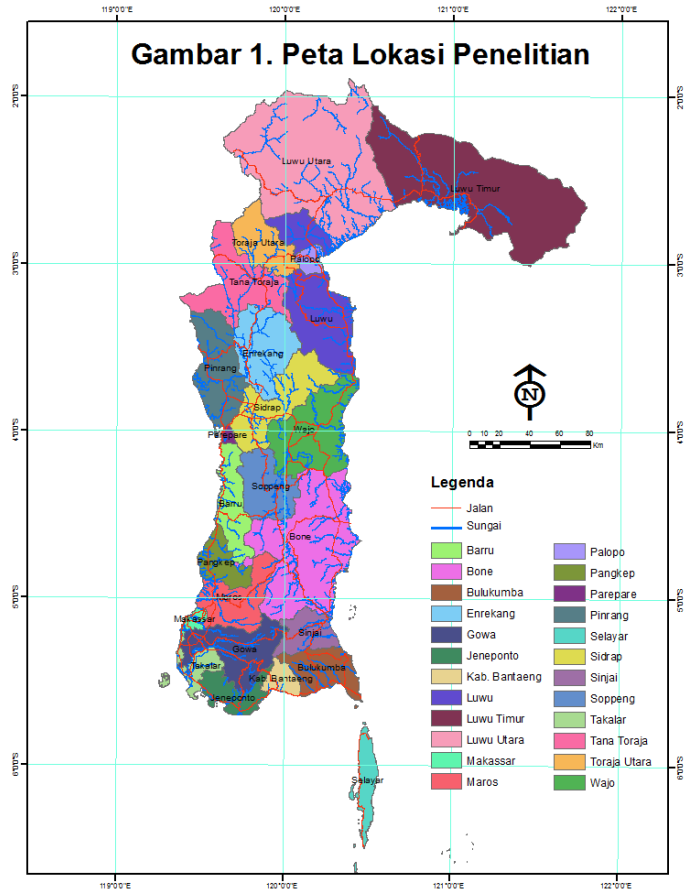 119°0'0"E 120°0'0"E 121°0'0"E 122°0'0"E
Gambar 1. Peta Lokasi Penelitian
2°0'0"S 2°0'0"S
Luwu Utara
Luwu Timur
Toraja Utara
Palopo
3°0'0"S 3°0'0"S
Tana Toraja
Luwu
Enrekang
Pinrang
N
Sidrap
Wajo
Parepare
4°0'0"S 4°0'0"S
0 10 20 40 60 80
Km
Soppeng
Barru
Bone
Pangkep
Maros
5°0'0"S 5°0'0"S
Makassar
Sinjai
Gowa
Takalar
Bulukumba
Kab. Bantaeng
Jeneponto
6°0'0"S 6°0'0"S
Selayar
Legenda
Jalan
Sungai
Barru
Bone
Bulukumba
Enrekang
Gowa
Jeneponto
Kab. Bantaeng
Luwu
Luwu Timur
Luwu Utara
Makassar
Maros
Palopo
Pangkep
Parepare
Pinrang
Selayar
Sidrap
Sinjai
Soppeng
Takalar
Tana Toraja
Toraja Utara
Wajo
119°0'0"E 120°0'0"E 121°0'0"E 122°0'0"E